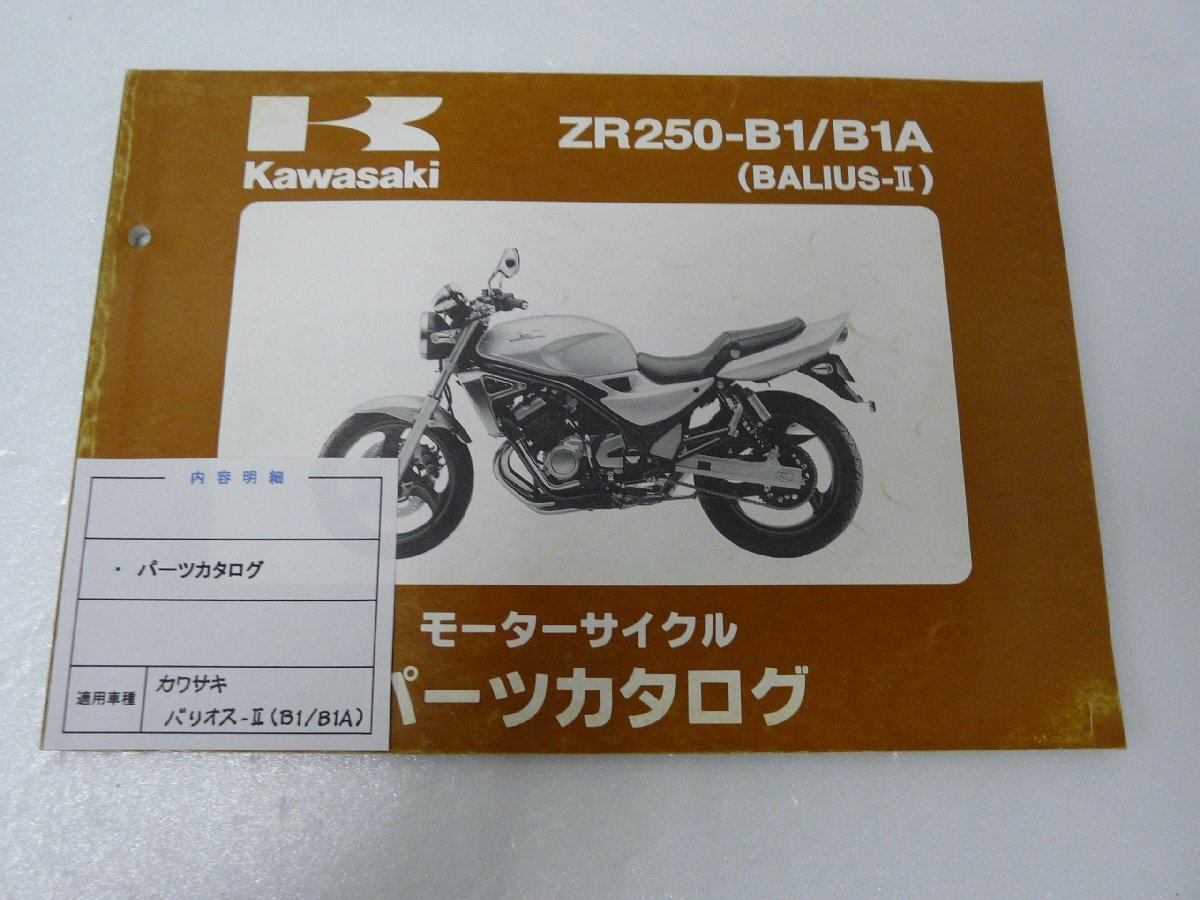 Kawasaki
ZR250-B1/B1A
(BALIUS-Ⅱ)
モーターサイクル
パーツカタログ
内容明細
・ パーツカタログ
適用車種
カワサキ
バリオス-Ⅱ(B1/B1A)